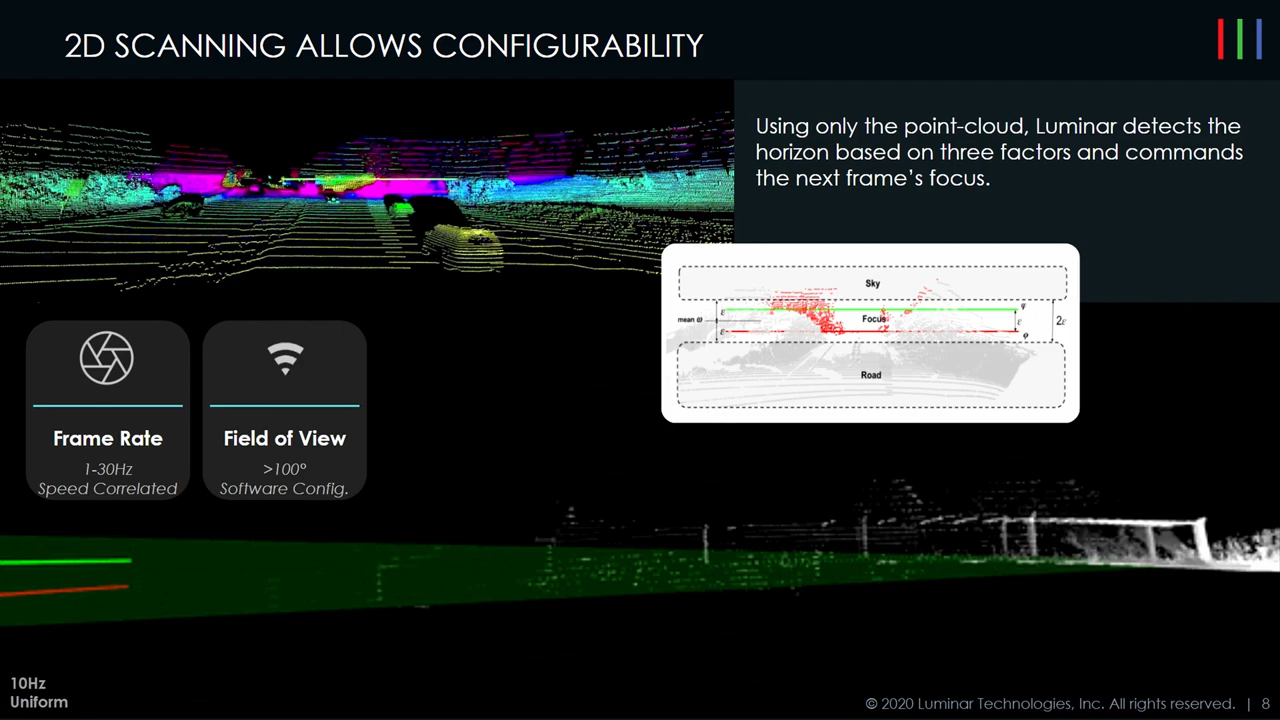 2D SCANNING ALLOWS CONFIGURABILITY
Using only the point-cloud, Luminar detects the
horizon based on three factors and commands
the next frame's focus.
Sky
mean ω
ε
ε
Focus
φ
ε
φ
2ε
Road
Frame Rate
1-30Hz
Speed Correlated
Field of View
>100°
Software Config.
10Hz
Uniform
© 2020 Luminar Technologies, Inc. All rights reserved. | 8